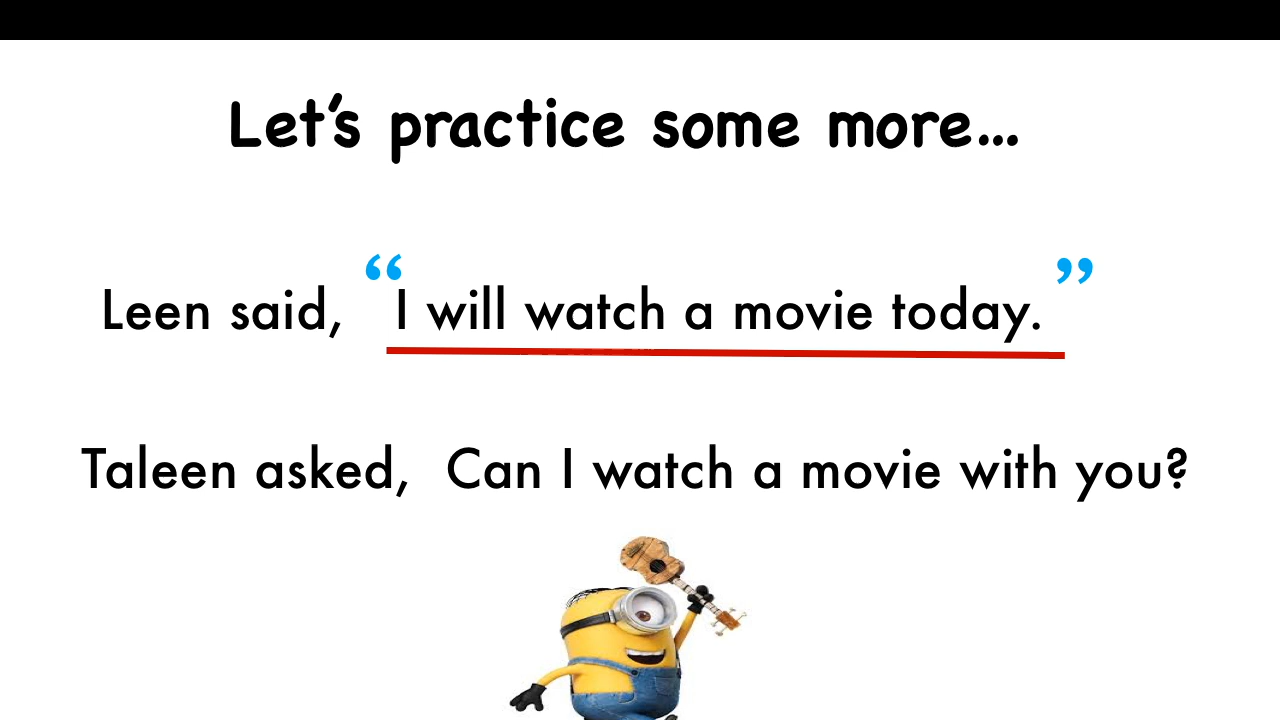 Let’s practice some more...
Leen said, “I will watch a movie today.”
Taleen asked, Can I watch a movie with you?